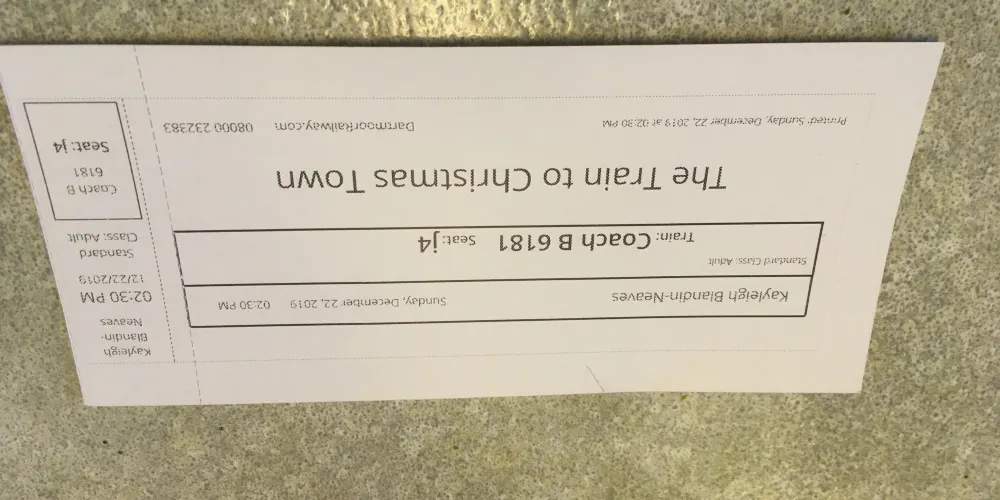 Kayleigh Blandin-Neaves Sunday, December 22, 2019 02:30 PM
Standard Class: Adult
Train: Coach B 6181 Seat: j4
The Train to Christmas Town
Printed: Sunday, December 22, 2019 at 02:30 PM DartmoorRailway.com 08000 232383
Kayleigh
Blandin-
Neaves
02:30 PM
12/22/2019
Standard
Class: Adult
Coach B
6181
Seat: j4